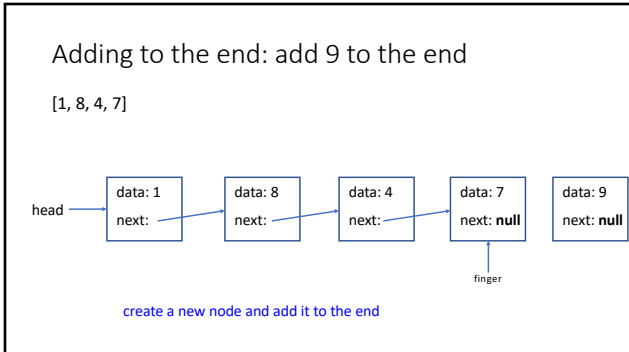 Adding to the end: add 9 to the end
[1, 8, 4, 7]
data: 1 data: 8 data: 4 data: 7 data: 9
head next: next: next: next: null next: null
finger
create a new node and add it to the end